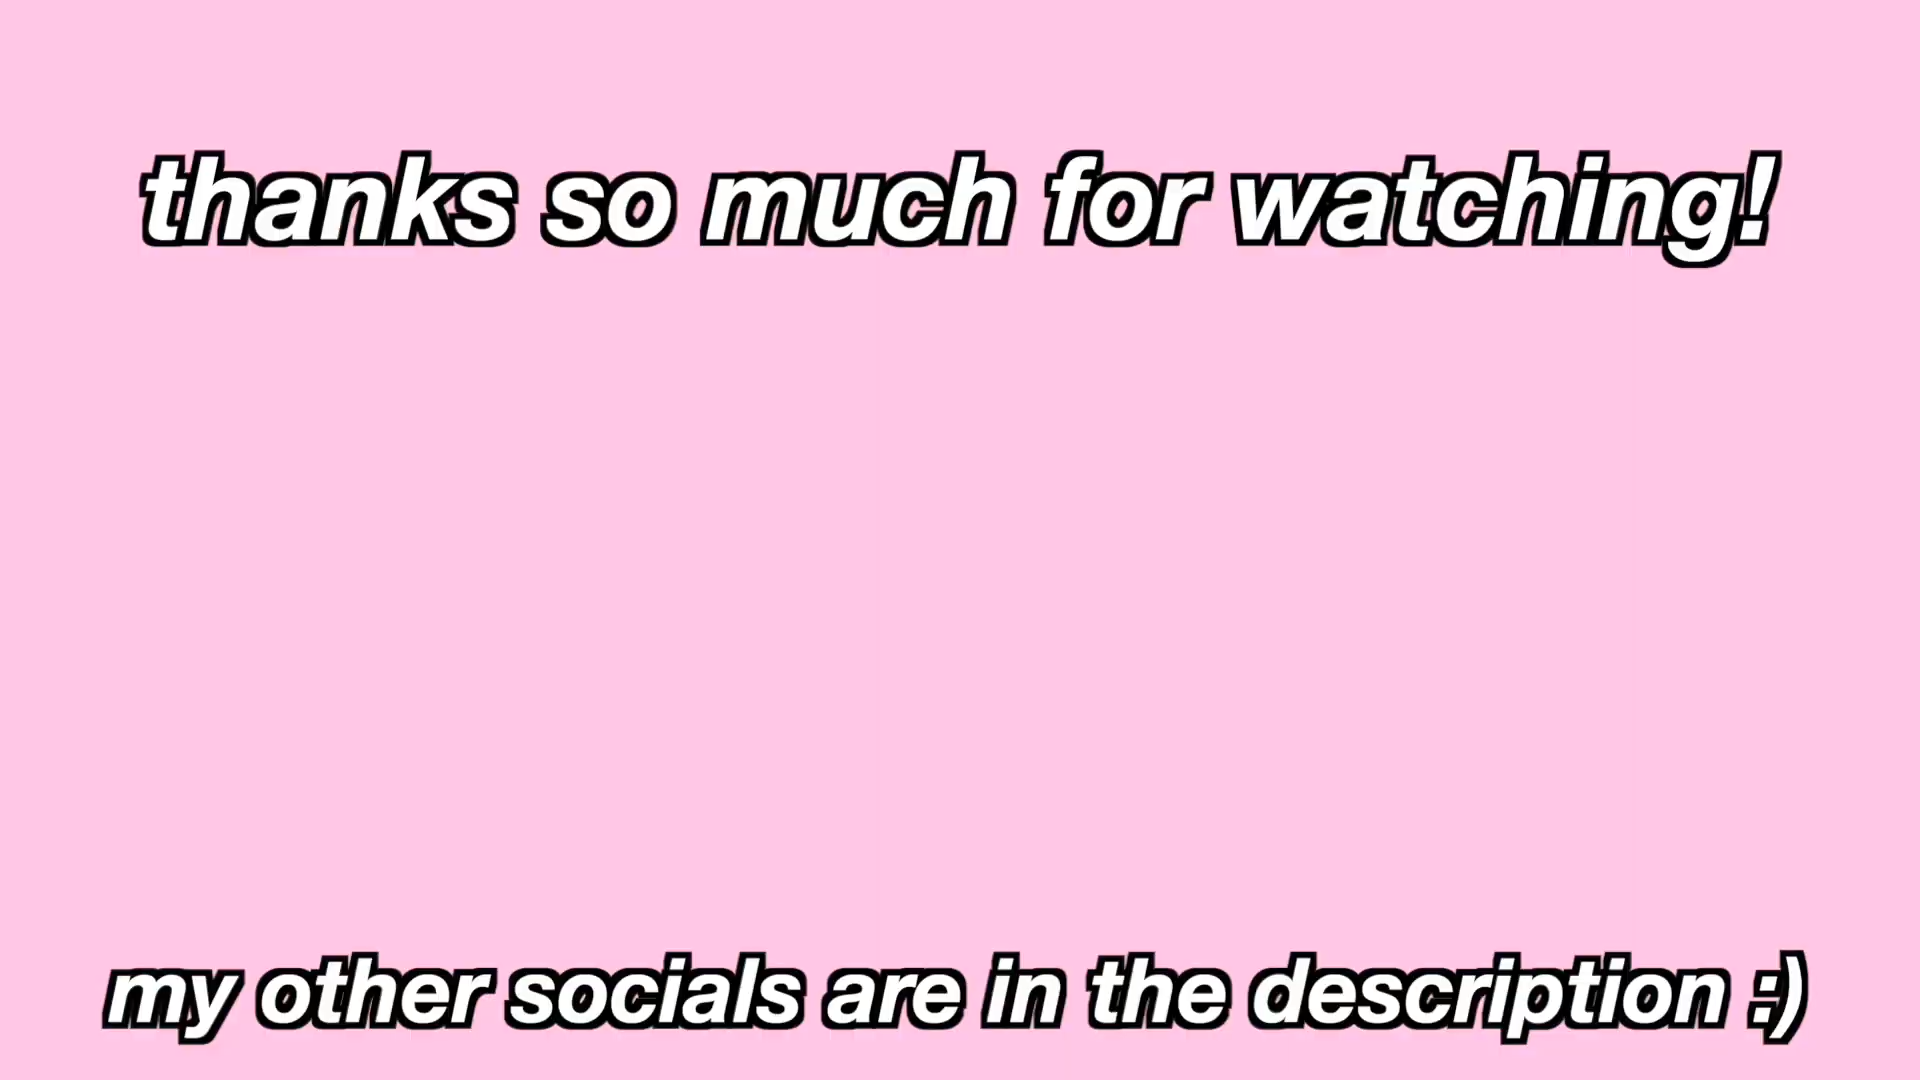 thanks so much for watching!
my other socials are in the description :)